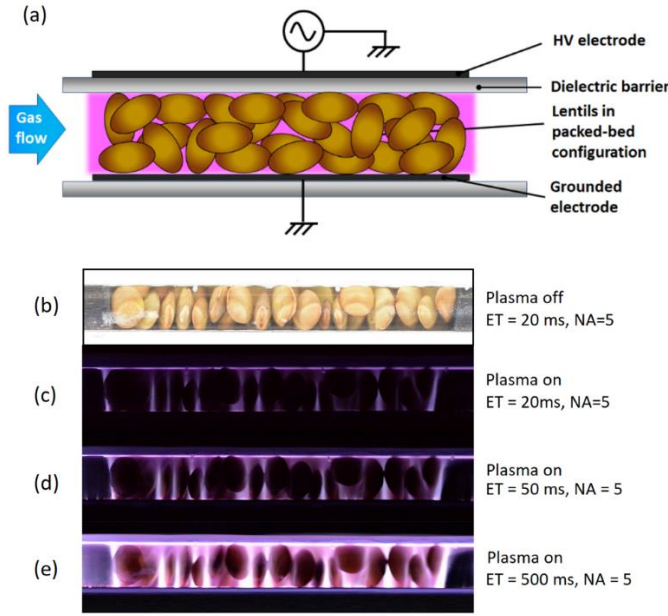 (a)
HV electrode
Dielectric barrier
Gas
flow
Lentils in
packed-bed
configuration
Grounded
electrode
(b)
Plasma off
ET = 20 ms, NA=5
(c)
Plasma on
ET = 20ms, NA=5
(d)
Plasma on
ET = 50 ms, NA = 5
(e)
Plasma on
ET = 500 ms, NA = 5